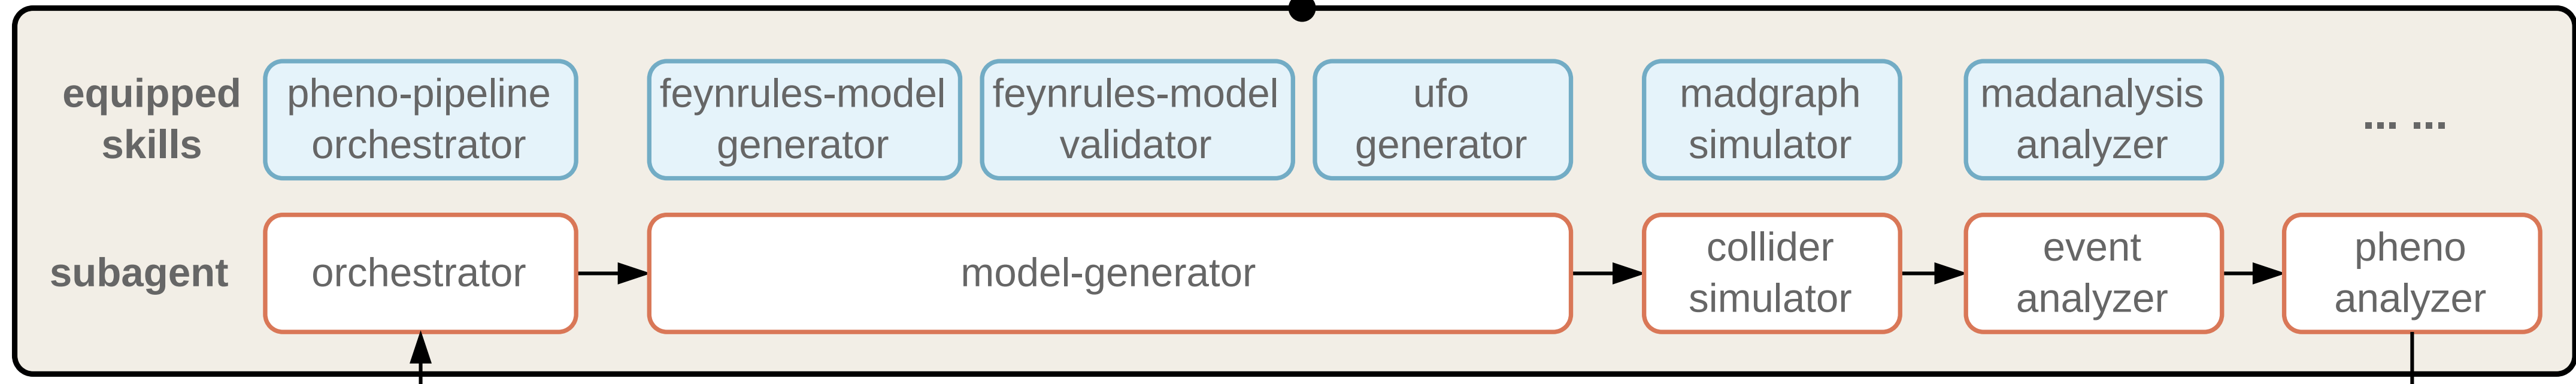 equipped
skills
pheno-pipeline
orchestrator
feynrules-model
generator
feynrules-model
validator
ufo
generator
madgraph
simulator
madanalysis
analyzer
... ...
subagent
orchestrator
model-generator
collider
simulator
event
analyzer
pheno
analyzer